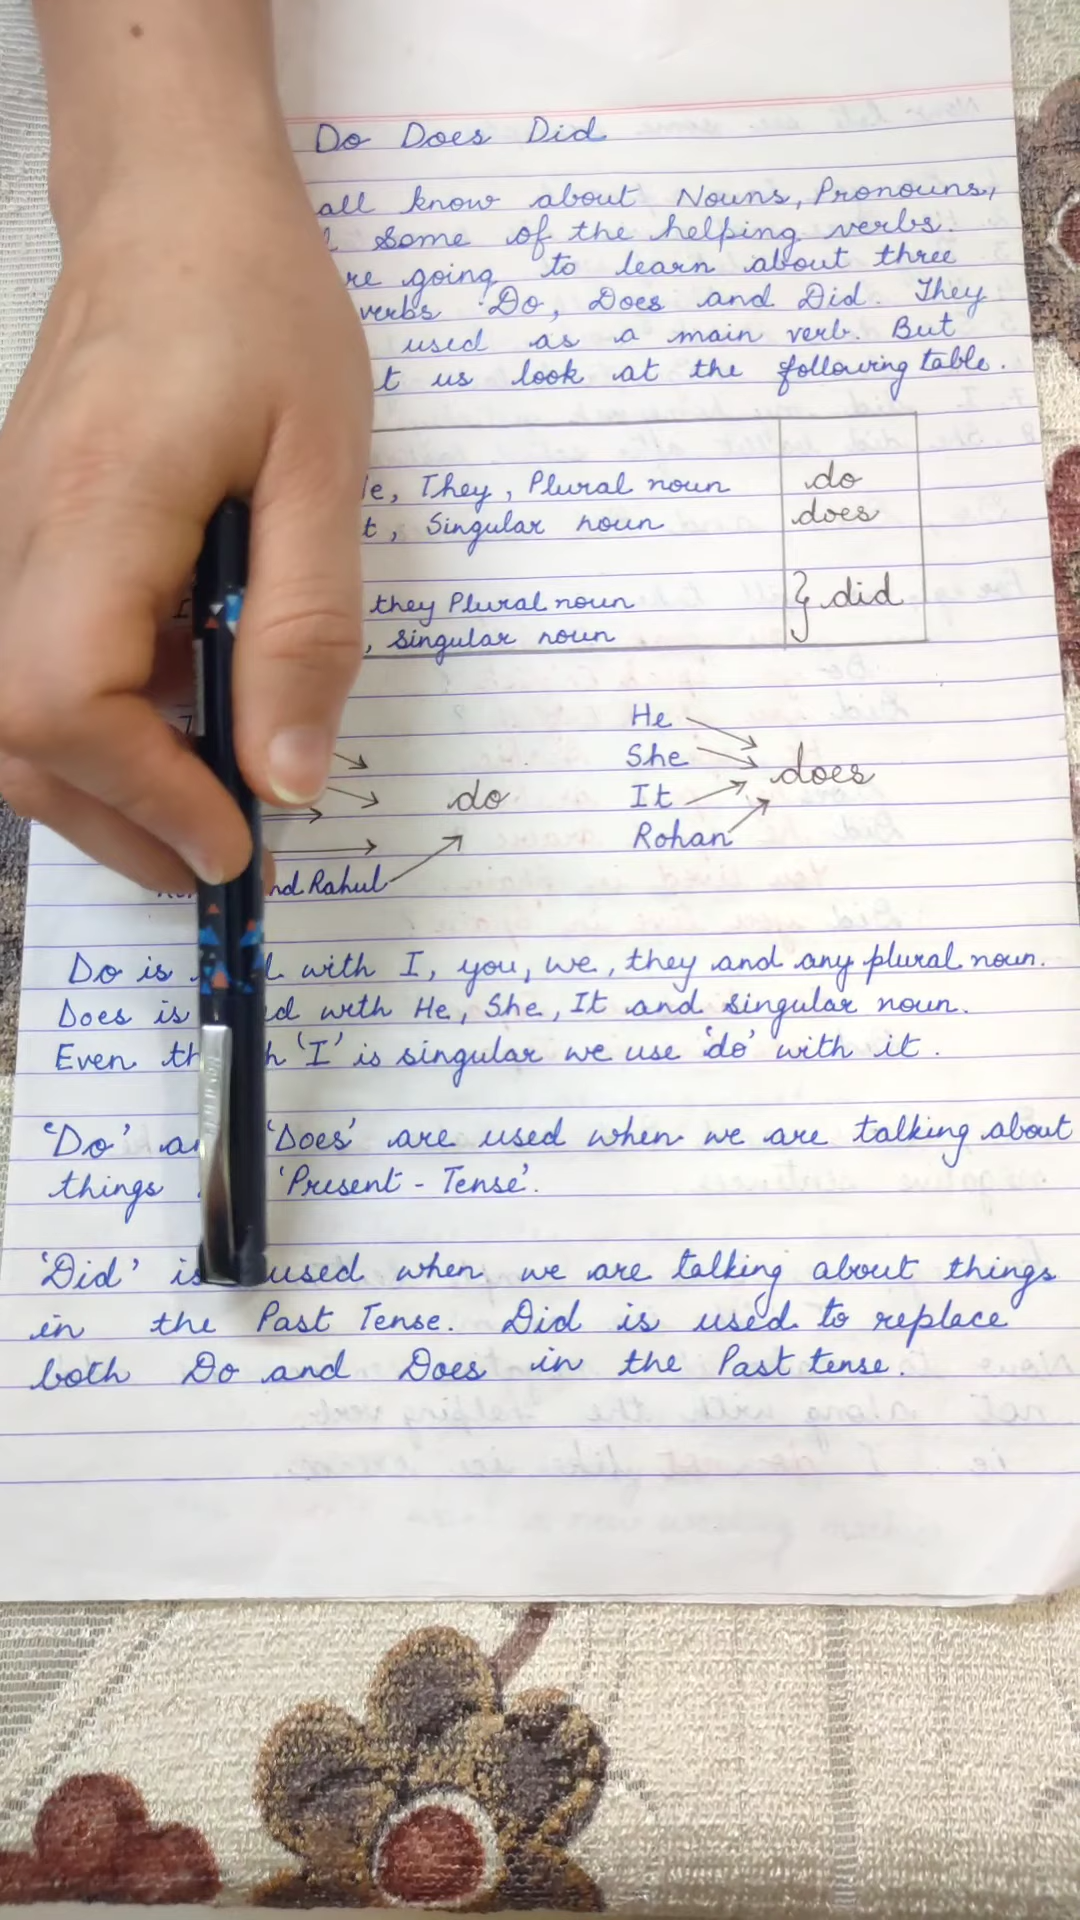 Do Does Did
all know about Nouns, Pronouns,
some of the helping verbs.
going to learn about three
verbs Do, Does and Did. They
used as a main verb. But
us look at the following table.
They, Plural noun do
, Singular noun does
they Plural noun } did
, singular noun
He
She does
It do
Rohan
nd Rahul
Do is with I, you, we, they and any plural noun.
Does is with He, She, It and singular noun.
Even 'I' is singular we use 'do' with it.
'Do' 'Does' are used when we are talking about
things 'Present - Tense'.
'Did' is used when we are talking about things
in the Past Tense. Did is used to replace
both Do and Does in the Past tense.